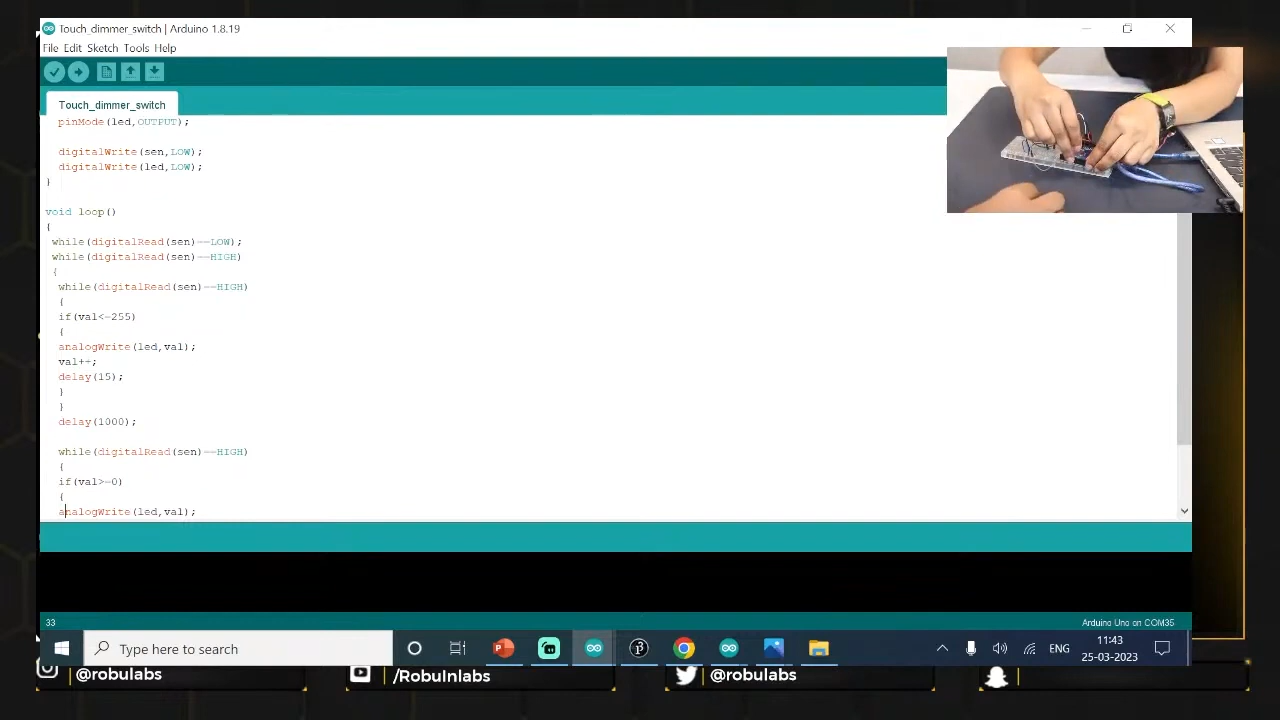 Touch_dimmer_switch | Arduino 1.8.19
File Edit Sketch Tools Help
Touch_dimmer_switch
pinMode(led,OUTPUT);
digitalWrite(sen,LOW);
digitalWrite(led,LOW);
}
void loop()
{
while(digitalRead(sen)==LOW);
while(digitalRead(sen)==HIGH)
{
while(digitalRead(sen)==HIGH)
{
if(val<=255)
{
analogWrite(led,val);
val++;
delay(15);
}
}
delay(1000);
while(digitalRead(sen)==HIGH)
{
if(val>=0)
{
analogWrite(led,val);
33
Arduino Uno on COM35
Type here to search
ENG
11:43
25-03-2023
@robulabs
/RobuInlabs
@robulabs